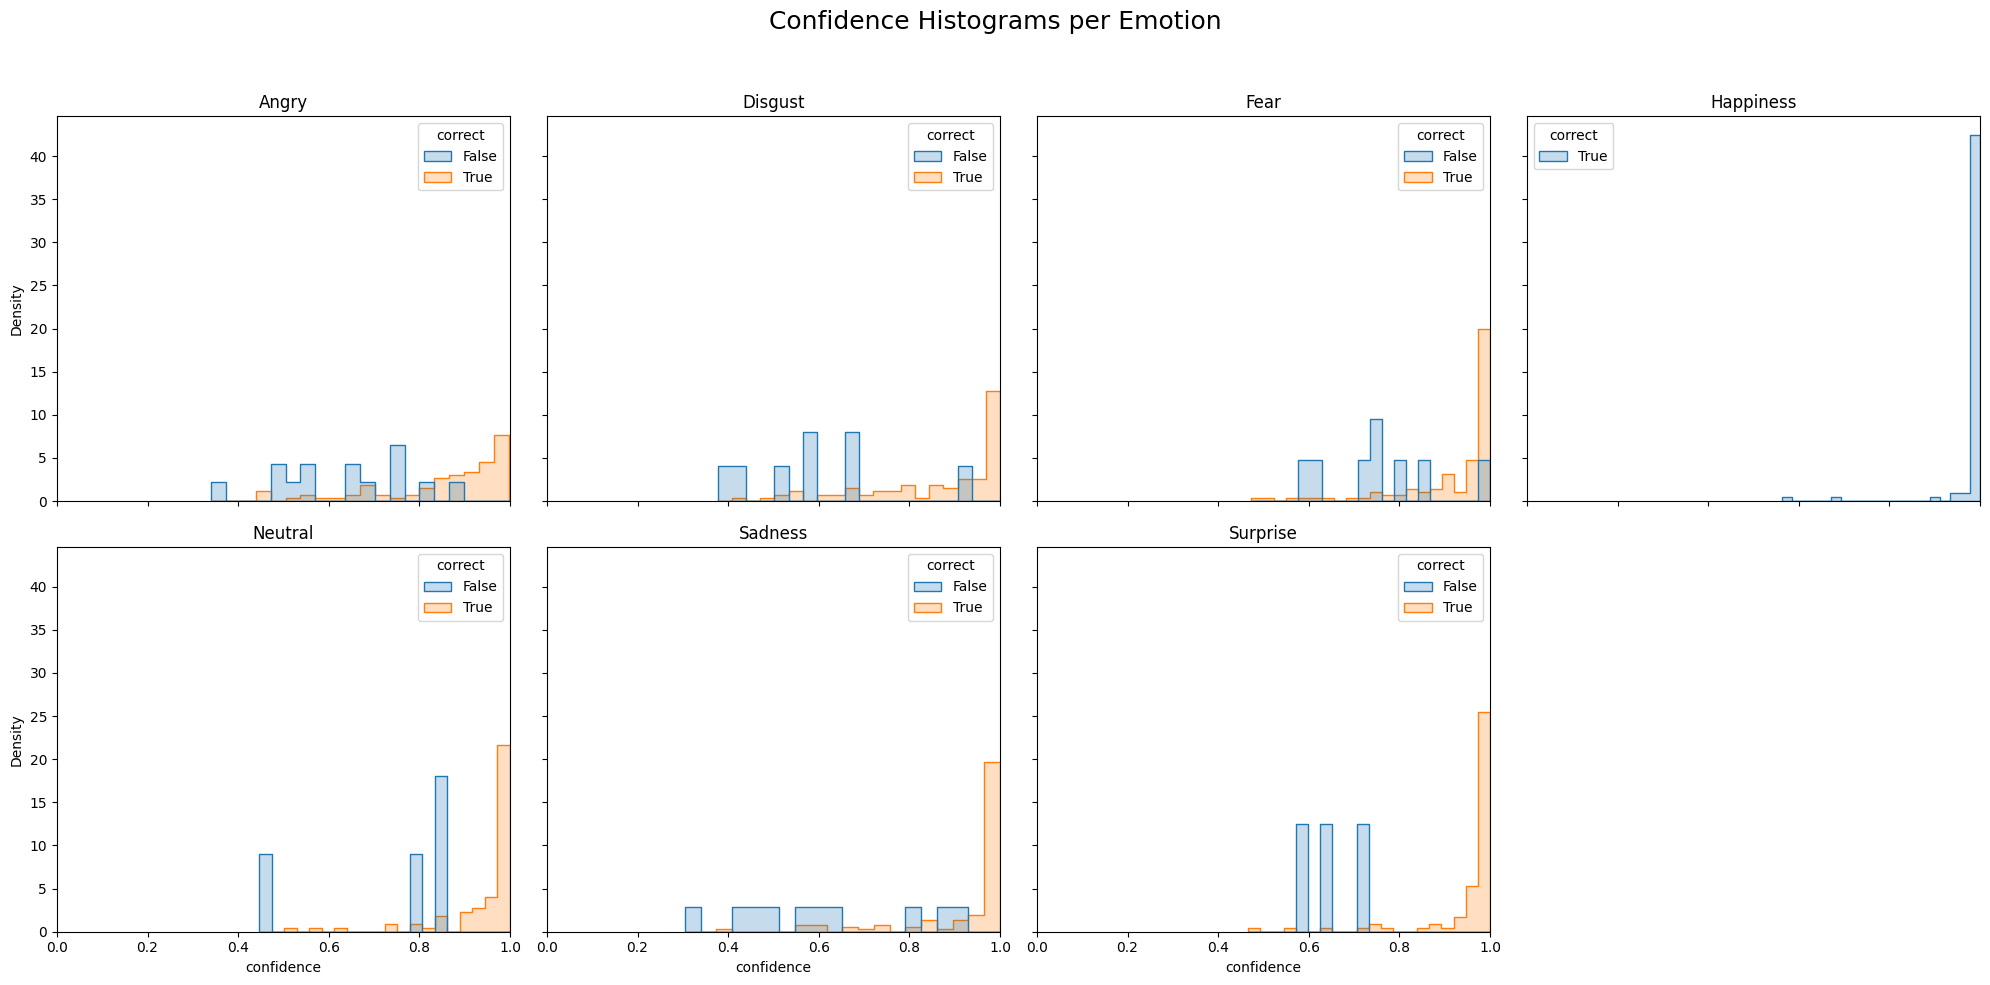 Confidence Histograms per Emotion
Angry
Disgust
Fear
Happiness
correct
False
True
correct
False
True
correct
False
True
correct
True
40
35
30
25
20
15
10
5
0
Density
Neutral
Sadness
Surprise
correct
False
True
correct
False
True
correct
False
True
40
35
30
25
20
15
10
5
0
Density
0.0 0.2 0.4 0.6 0.8 1.0
confidence
0.0 0.2 0.4 0.6 0.8 1.0
confidence
0.0 0.2 0.4 0.6 0.8 1.0
confidence